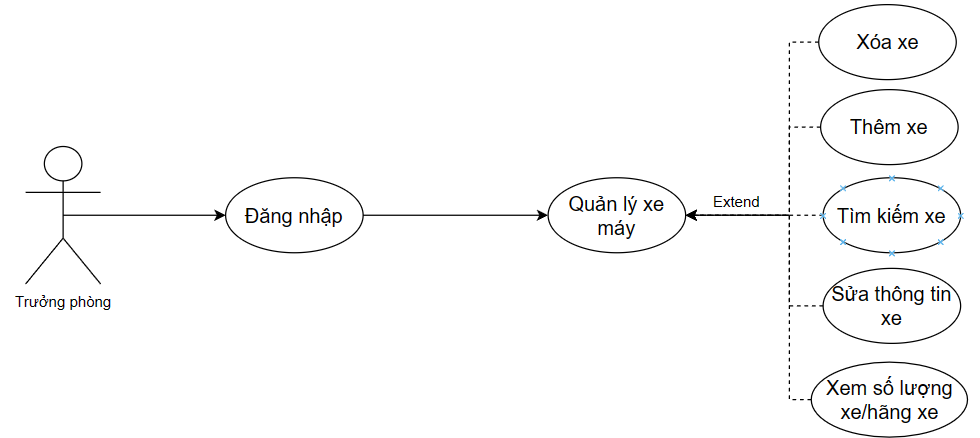 Trưởng phòng
Đăng nhập
Quản lý xe
máy
Extend
Xóa xe
Thêm xe
Tìm kiếm xe
Sửa thông tin
xe
Xem số lượng
xe/hãng xe